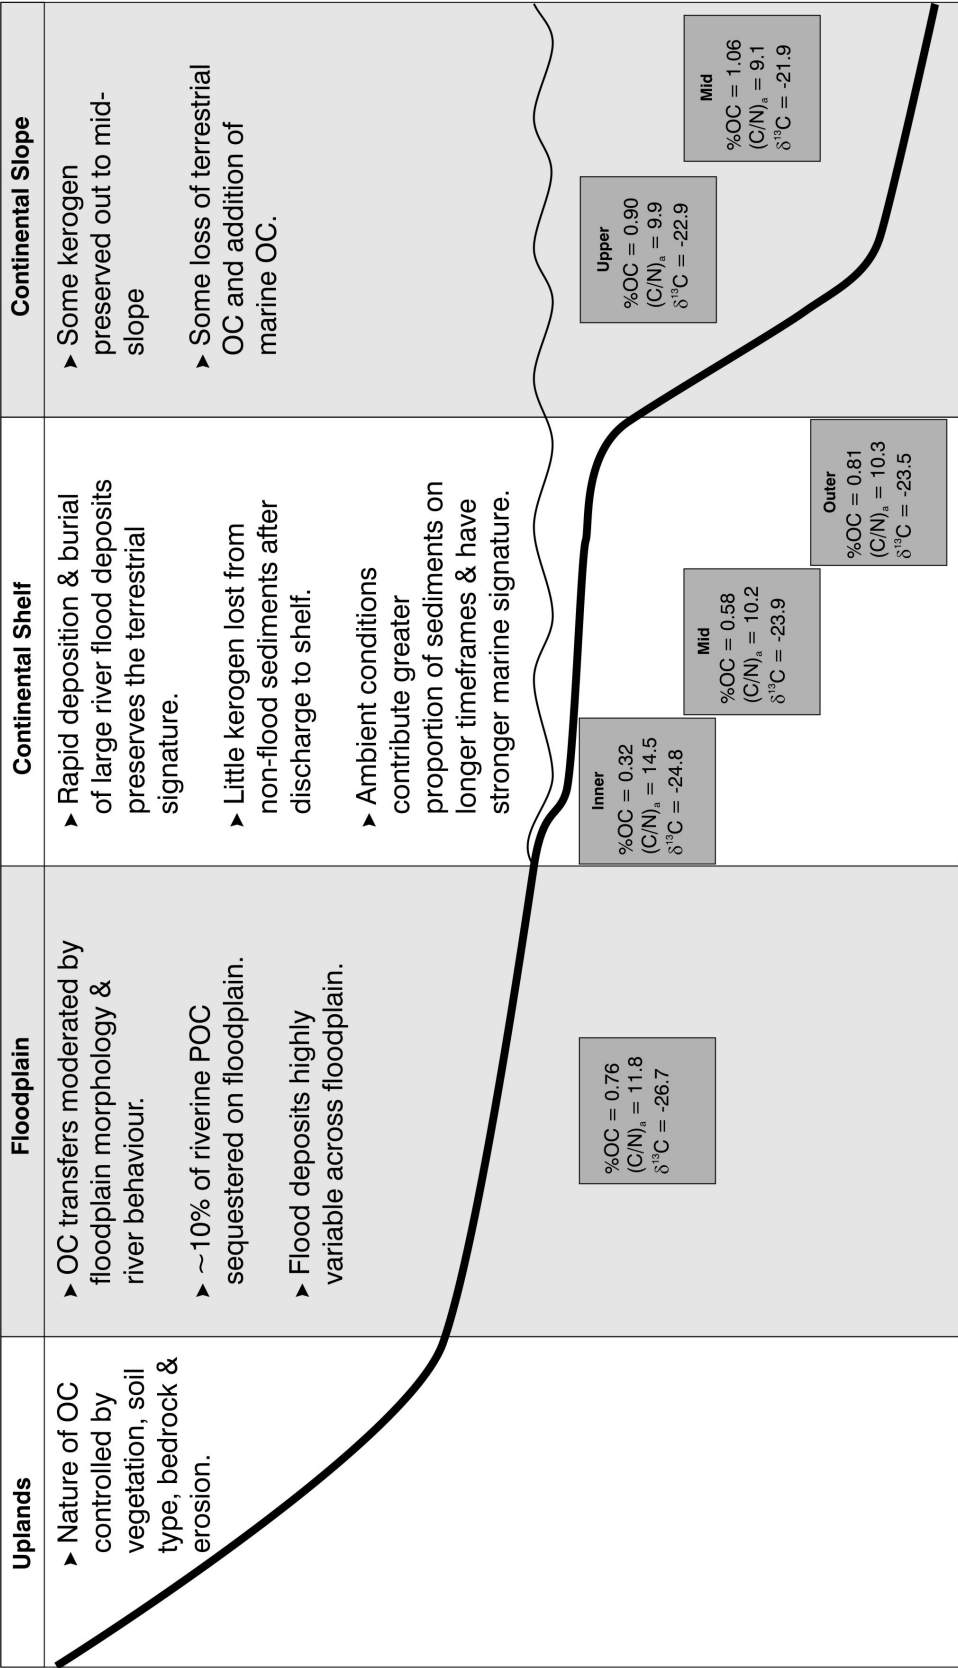 Uplands
➤ Nature of OC
controlled by
vegetation, soil
type, bedrock &
erosion.
Floodplain
➤ OC transfers moderated by
floodplain morphology &
river behaviour.
➤ ~10% of riverine POC
sequestered on floodplain.
➤ Flood deposits highly
variable across floodplain.
%OC = 0.76
(C/N)ₐ = 11.8
δ¹³C = -26.7
Continental Shelf
➤ Rapid deposition & burial
of large river flood deposits
preserves the terrestrial
signature.
➤ Little kerogen lost from
non-flood sediments after
discharge to shelf.
➤ Ambient conditions
contribute greater
proportion of sediments on
longer timeframes & have
stronger marine signature.
Inner
%OC = 0.32
(C/N)ₐ = 14.5
δ¹³C = -24.8
Mid
%OC = 0.58
(C/N)ₐ = 10.2
δ¹³C = -23.9
Outer
%OC = 0.81
(C/N)ₐ = 10.3
δ¹³C = -23.5
Continental Slope
➤ Some kerogen
preserved out to mid-
slope
➤ Some loss of terrestrial
OC and addition of
marine OC.
Upper
%OC = 0.90
(C/N)ₐ = 9.9
δ¹³C = -22.9
Mid
%OC = 1.06
(C/N)ₐ = 9.1
δ¹³C = -21.9